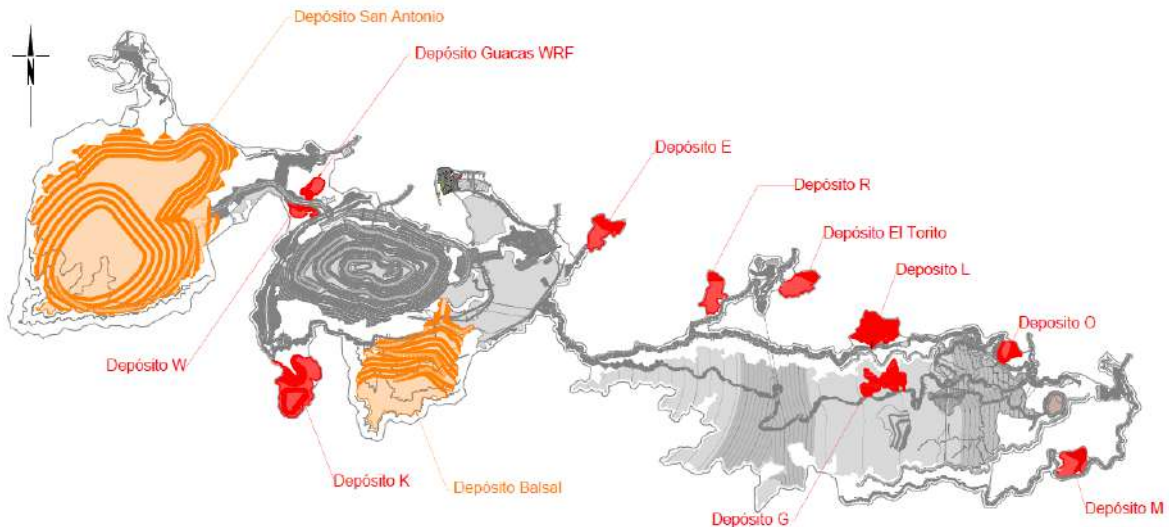 Depósito San Antonio
Depósito Guacas WRF
Depósito E
Depósito R
Depósito El Torito
Deposito L
Deposito O
Depósito W
Depósito K
Depósito Balsal
Depósito G
Depósito M
N